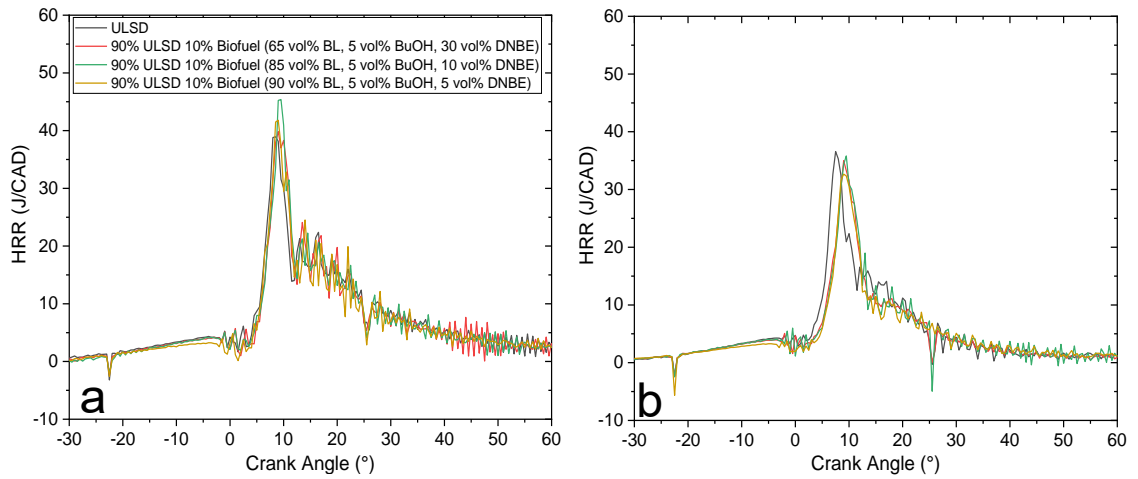 60
50
40
30
20
10
0
-10
HRR (J/CAD)
ULSD
90% ULSD 10% Biofuel (65 vol% BL, 5 vol% BuOH, 30 vol% DNBE)
90% ULSD 10% Biofuel (85 vol% BL, 5 vol% BuOH, 10 vol% DNBE)
90% ULSD 10% Biofuel (90 vol% BL, 5 vol% BuOH, 5 vol% DNBE)
a
-30 -20 -10 0 10 20 30 40 50 60
Crank Angle (°)
60
50
40
30
20
10
0
-10
HRR (J/CAD)
b
-30 -20 -10 0 10 20 30 40 50 60
Crank Angle (°)